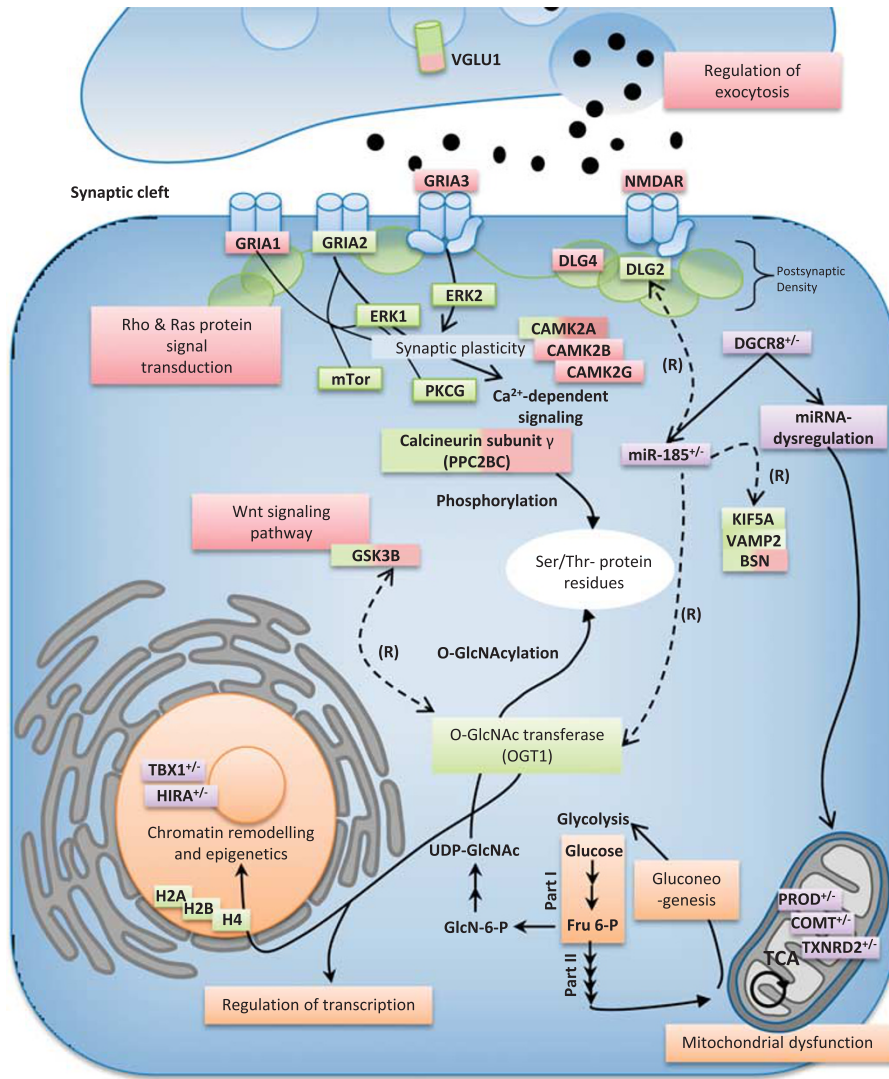 VGLU1
Regulation of
exocytosis
Synaptic cleft
GRIA3
NMDAR
GRIA1
GRIA2
DLG4
DLG2
Postsynaptic
Density
ERK2
Rho & Ras protein
signal
transduction
ERK1
CAMK2A
Synaptic plasticity
CAMK2B
CAMK2G
mTor
PKCG
Ca2+-dependent
signaling
(R)
DGCR8+/-
miRNA-
dysregulation
Calcineurin subunit γ
(PPC2BC)
miR-185+/-
(R)
Phosphorylation
KIF5A
VAMP2
BSN
Wnt signaling
pathway
GSK3B
Ser/Thr- protein
residues
(R)
(R)
O-GlcNAcylation
O-GlcNAc transferase
(OGT1)
TBX1+/-
HIRA+/-
Chromatin remodelling
and epigenetics
H2A
H2B
H4
Glycolysis
UDP-GlcNAc
Glucose
Part I
Gluconeo
-genesis
GlcN-6-P
Fru 6-P
Part II
PROD+/-
COMT+/-
TXNRD2+/-
TCA
Regulation of transcription
Mitochondrial dysfunction